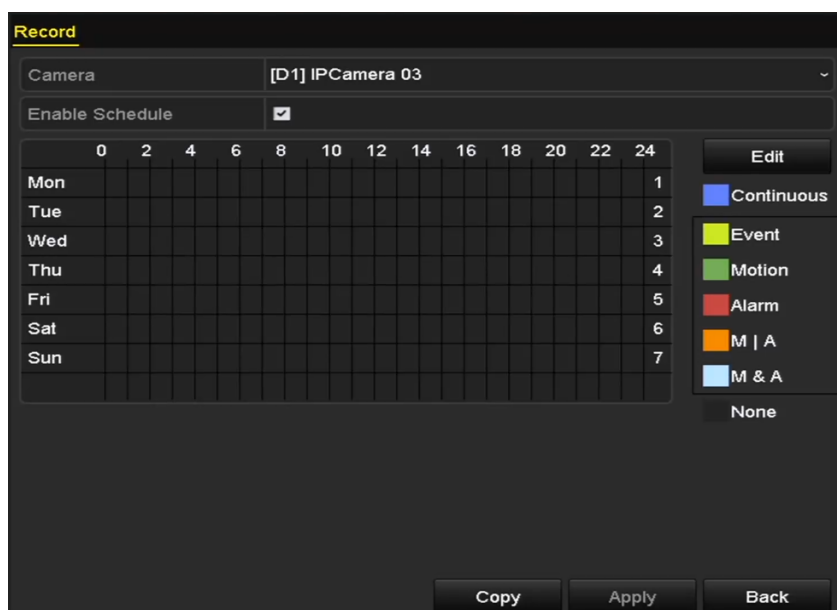 Record
Camera [D1] IPCamera 03
Enable Schedule
0 2 4 6 8 10 12 14 16 18 20 22 24
Edit
Mon 1
Continuous
Tue 2
Wed 3
Event
Thu 4
Motion
Fri 5
Alarm
Sat 6
M | A
Sun 7
M & A
None
Copy Apply Back